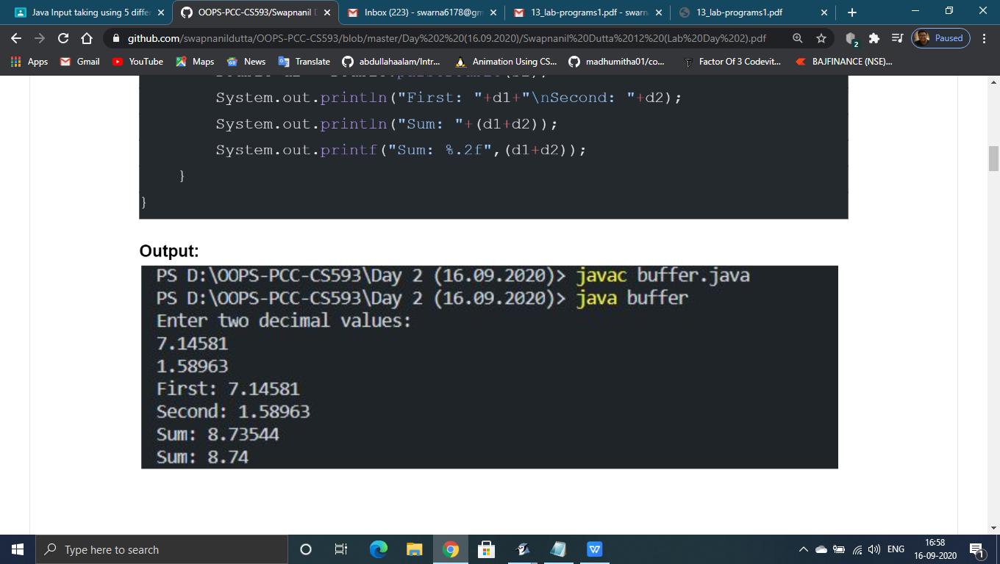 Java Input taking using 5 differ
OOPS-PCC-CS593/Swapnanil D
Inbox (223) - swarna6178@gm
13_lab-programs1.pdf - swarn
13_lab-programs1.pdf
github.com/swapnanildutta/OOPS-PCC-CS593/blob/master/Day%202%20(16.09.2020)/Swapnanil%20Dutta%2012%20(Lab%20Day%202).pdf
2
Paused
Apps
Gmail
YouTube
Maps
News
Translate
abdullahaalam/Intr...
Animation Using CS...
madhumitha01/co...
Factor Of 3 Codevit...
BAJFINANCE (NSE)...
System.out.println("First: "+d1+"\nSecond: "+d2);
System.out.println("Sum: "+(d1+d2));
System.out.printf("Sum: %.2f",(d1+d2));
}
}
Output:
PS D:\OOPS-PCC-CS593\Day 2 (16.09.2020)> javac buffer.java
PS D:\OOPS-PCC-CS593\Day 2 (16.09.2020)> java buffer
Enter two decimal values:
7.14581
1.58963
First: 7.14581
Second: 1.58963
Sum: 8.73544
Sum: 8.74
Type here to search
ENG
16:58
16-09-2020
1